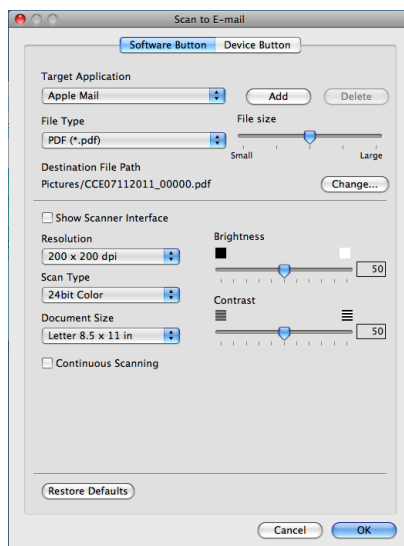 Scan to E-mail
Software Button Device Button
Target Application
Apple Mail Add Delete
File Type File size
PDF (*.pdf)
Small Large
Destination File Path
Pictures/CCE07112011_00000.pdf Change...
Show Scanner Interface
Resolution Brightness
200 x 200 dpi
50
Scan Type
24bit Color
Contrast
Document Size
Letter 8.5 x 11 in 50
Continuous Scanning
Restore Defaults
Cancel OK